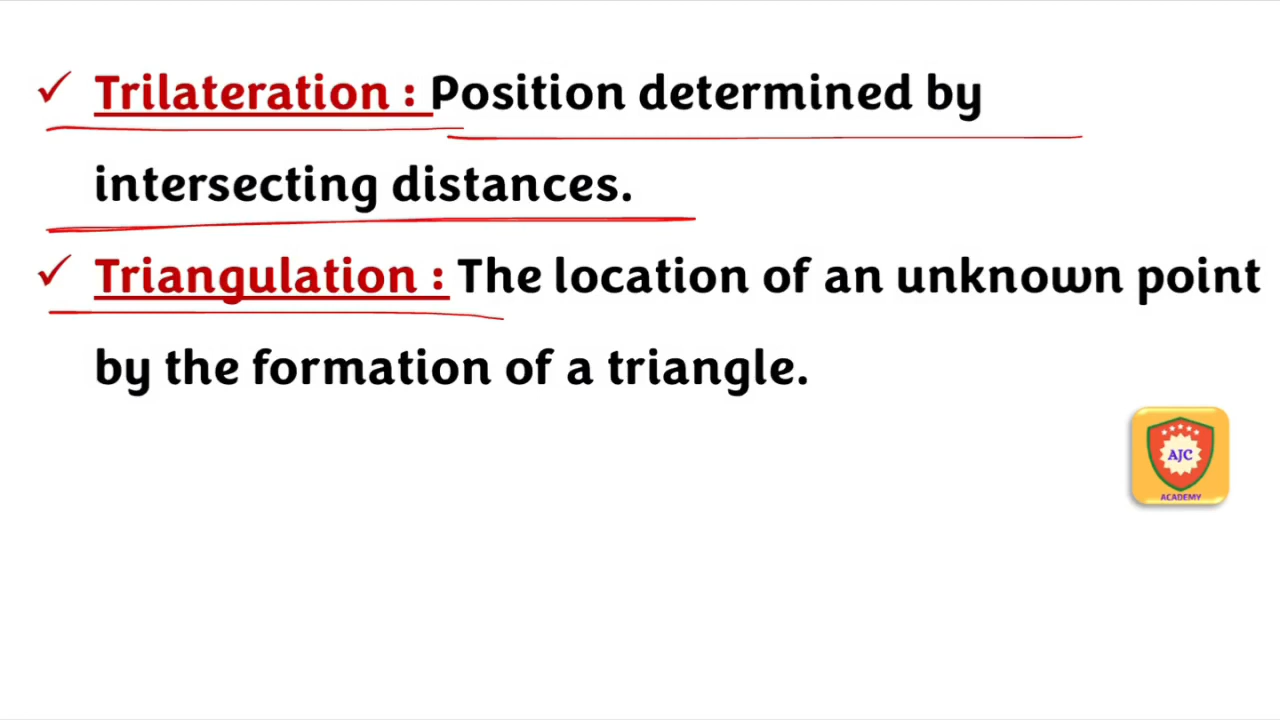 ✓ Trilateration : Position determined by
intersecting distances.
✓ Triangulation : The location of an unknown point
by the formation of a triangle.
AJC
ACADEMY